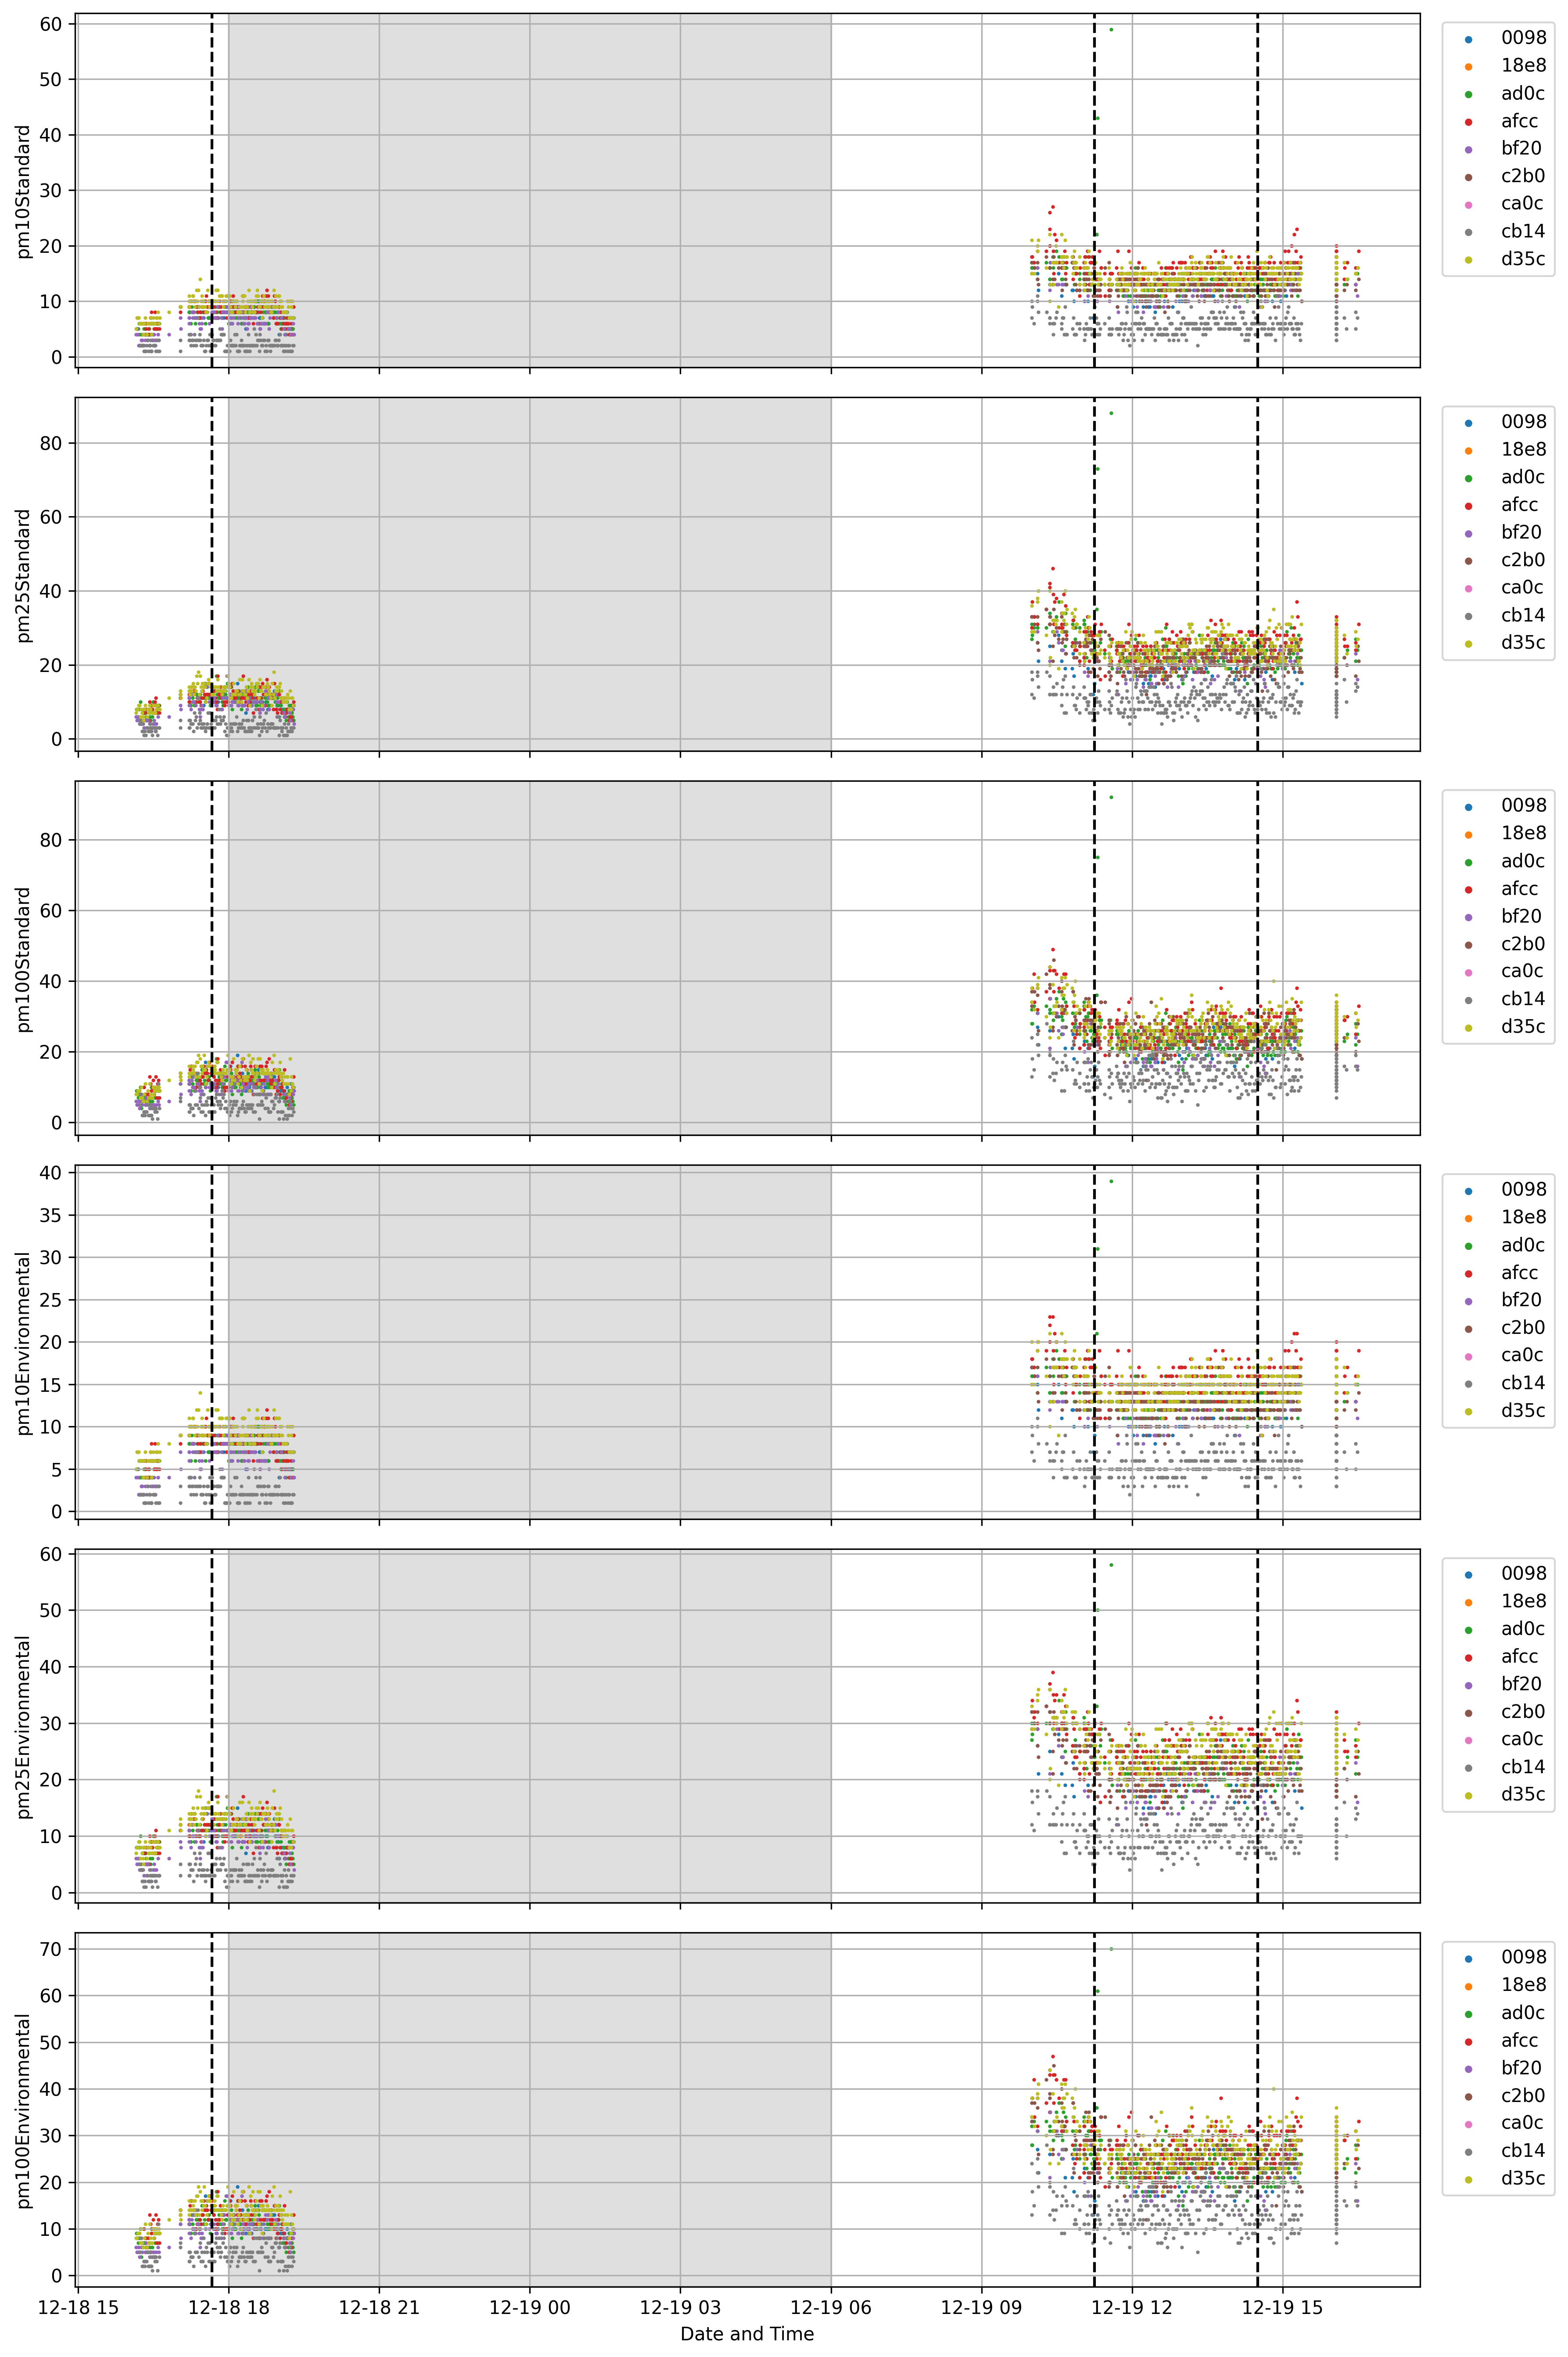 60
50
40
30
20
10
0
pm10Standard
0098
18e8
ad0c
afcc
bf20
c2b0
ca0c
cb14
d35c
80
60
40
20
0
pm25Standard
0098
18e8
ad0c
afcc
bf20
c2b0
ca0c
cb14
d35c
80
60
40
20
0
pm100Standard
0098
18e8
ad0c
afcc
bf20
c2b0
ca0c
cb14
d35c
40
35
30
25
20
15
10
5
0
pm10Environmental
0098
18e8
ad0c
afcc
bf20
c2b0
ca0c
cb14
d35c
60
50
40
30
20
10
0
pm25Environmental
0098
18e8
ad0c
afcc
bf20
c2b0
ca0c
cb14
d35c
70
60
50
40
30
20
10
0
pm100Environmental
0098
18e8
ad0c
afcc
bf20
c2b0
ca0c
cb14
d35c
12-18 15 12-18 18 12-18 21 12-19 00 12-19 03 12-19 06 12-19 09 12-19 12 12-19 15
Date and Time